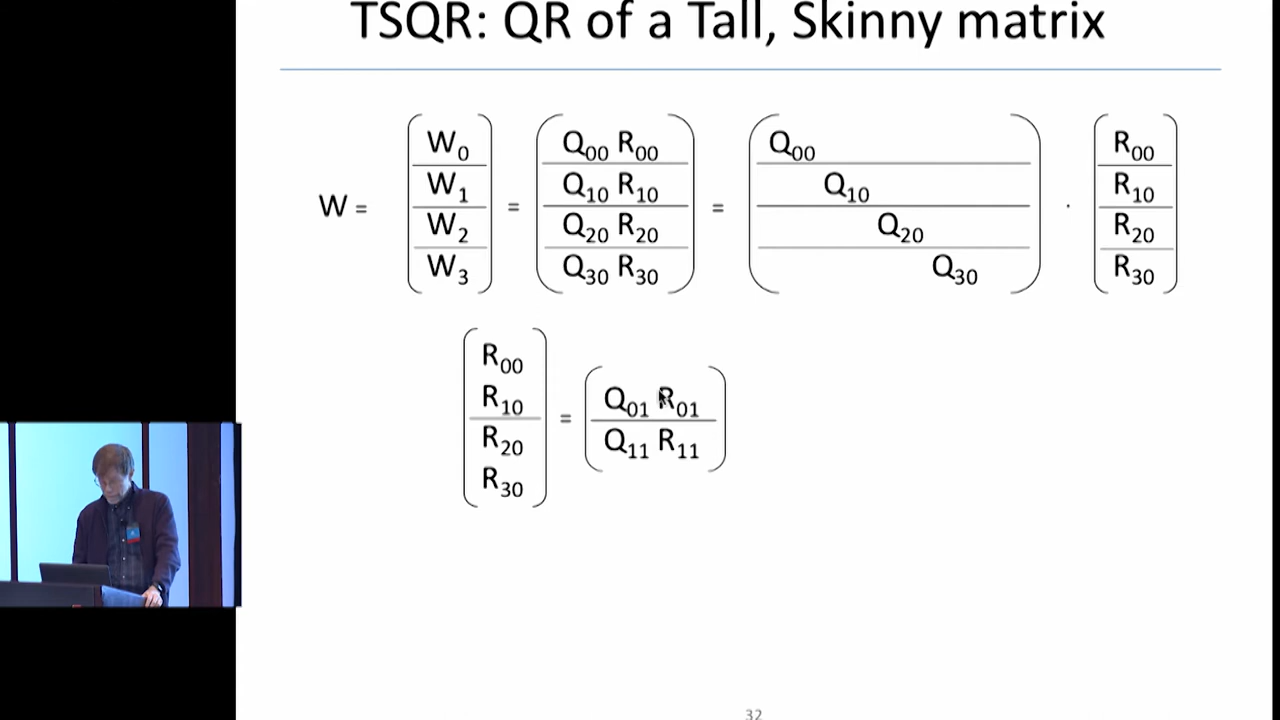 TSQR: QR of a Tall, Skinny matrix
W = W₀ = Q₀₀ R₀₀ = Q₀₀ · R₀₀
W₁ Q₁₀ R₁₀ Q₁₀ R₁₀
W₂ Q₂₀ R₂₀ Q₂₀ R₂₀
W₃ Q₃₀ R₃₀ Q₃₀ R₃₀
R₀₀
R₁₀ = Q₀₁ R₀₁
R₂₀ Q₁₁ R₁₁
R₃₀
32